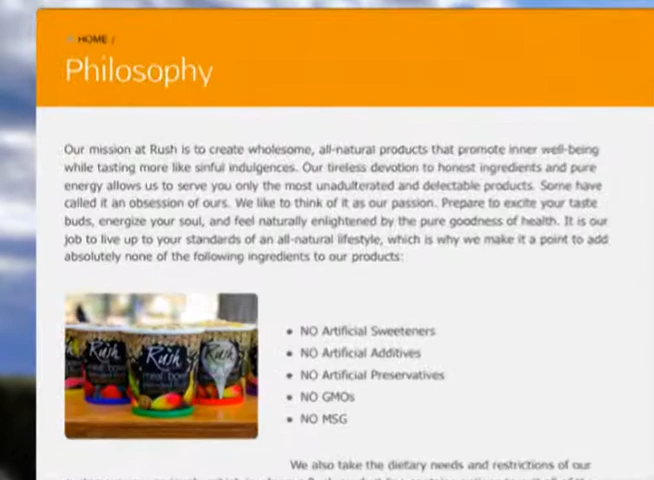 HOME /
Philosophy
Our mission at Rush is to create wholesome, all-natural products that promote inner well-being
while tasting more like sinful indulgences. Our tireless devotion to honest ingredients and pure
energy allows us to serve you only the most unadulterated and delectable products. Some have
called it an obsession of ours. We like to think of it as our passion. Prepare to excite your taste
buds, energize your soul, and feel naturally enlightened by the pure goodness of health. It is our
job to live up to your standards of an all-natural lifestyle, which is why we make it a point to add
absolutely none of the following ingredients to our products:
Rush Rush Rush
• NO Artificial Sweeteners
• NO Artificial Additives
• NO Artificial Preservatives
• NO GMOs
• NO MSG
We also take the dietary needs and restrictions of our